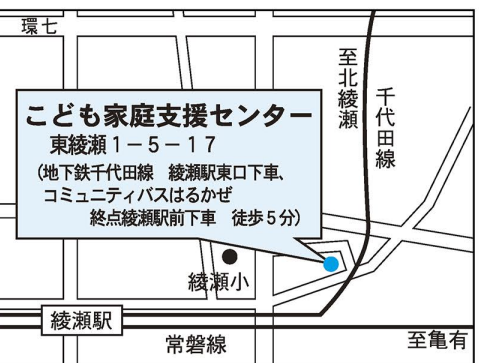 環七
至北綾瀬
千代田線
こども家庭支援センター
東綾瀬1－5－17
(地下鉄千代田線　綾瀬駅東口下車、
コミュニティバスはるかぜ
終点綾瀬駅前下車　徒歩5分)
綾瀬小
綾瀬駅
常磐線
至亀有